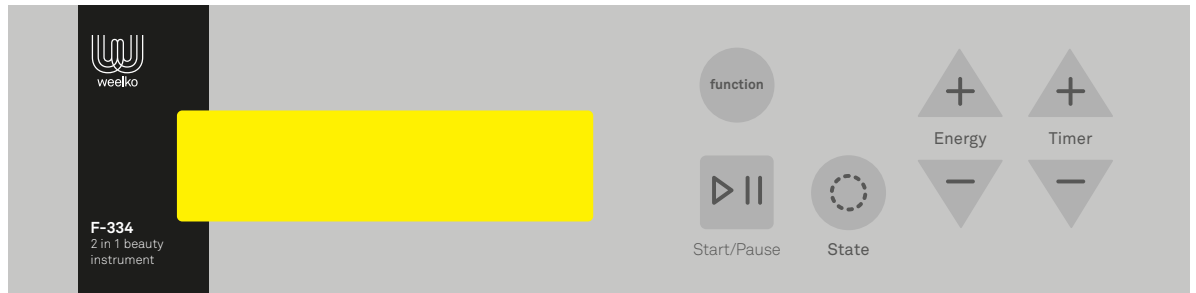 weelko
F-334
2 in 1 beauty
instrument
function
Start/Pause
State
Energy
Timer